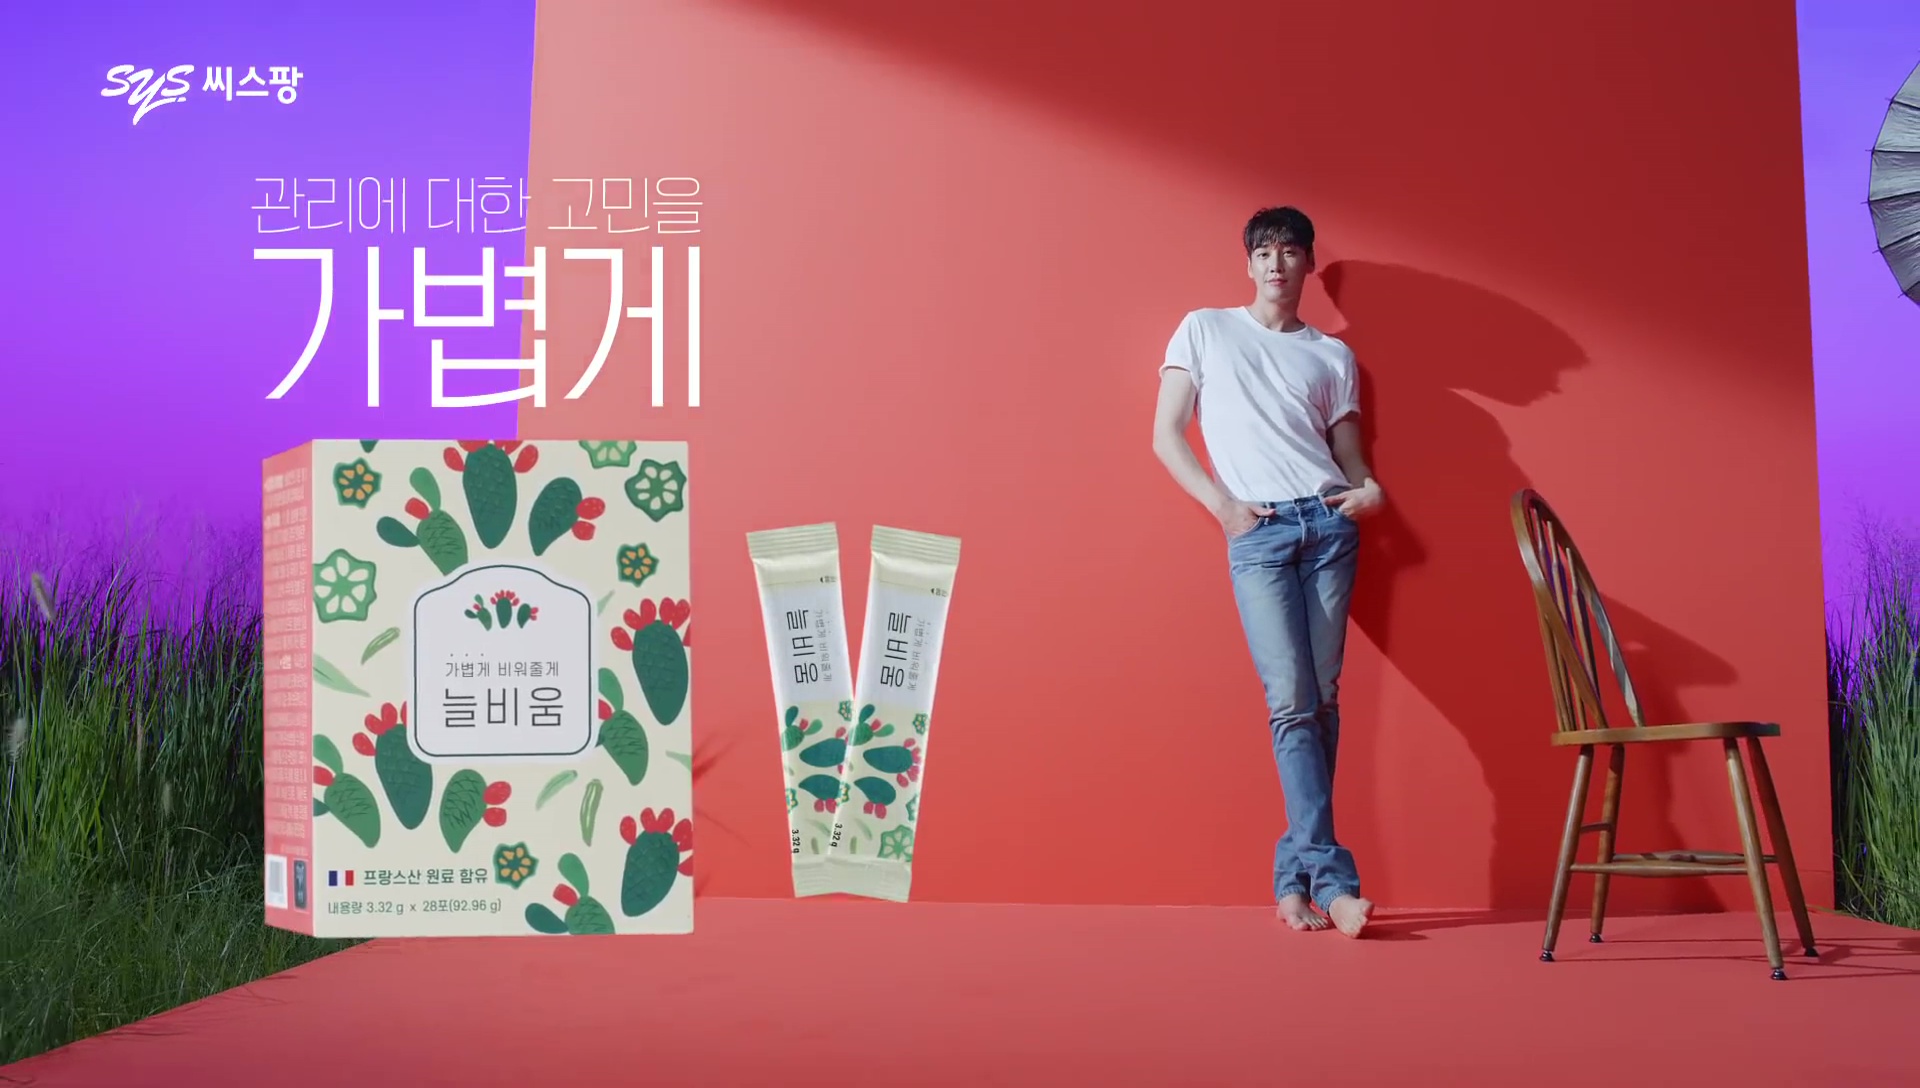 sys. 씨스팡
관리에 대한 고민을
가볍게
가볍게 비워줄게
늘비움
프랑스산 원료 함유
내용량 3.32 g x 28포(92.96 g)
가볍게 비워줄게
늘비움
3.32 g
가볍게 비워줄게
늘비움
3.32 g